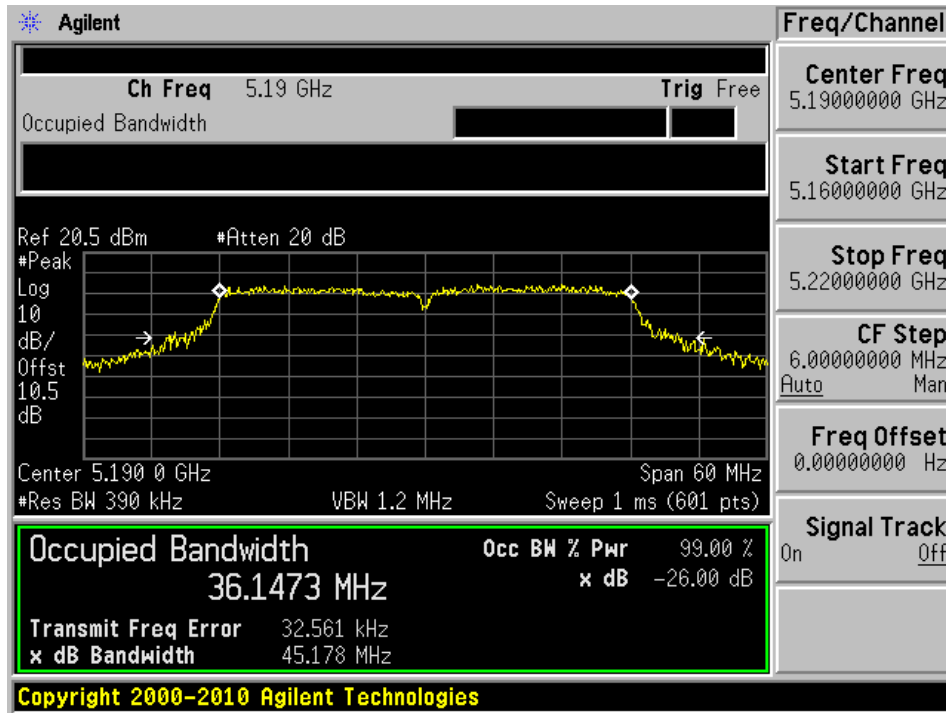 Agilent
Freq/Channel
Ch Freq 5.19 GHz Trig Free
Occupied Bandwidth
Center Freq
5.19000000 GHz
Start Freq
5.16000000 GHz
Stop Freq
5.22000000 GHz
CF Step
6.00000000 MHz
Auto Man
Freq Offset
0.00000000 Hz
Signal Track
On Off
Ref 20.5 dBm #Atten 20 dB
#Peak
Log
10
dB/
Offst
10.5
dB
Center 5.190 0 GHz Span 60 MHz
#Res BW 390 kHz VBW 1.2 MHz Sweep 1 ms (601 pts)
Occupied Bandwidth Occ BW % Pwr 99.00 %
36.1473 MHz x dB -26.00 dB
Transmit Freq Error 32.561 kHz
x dB Bandwidth 45.178 MHz
Copyright 2000-2010 Agilent Technologies